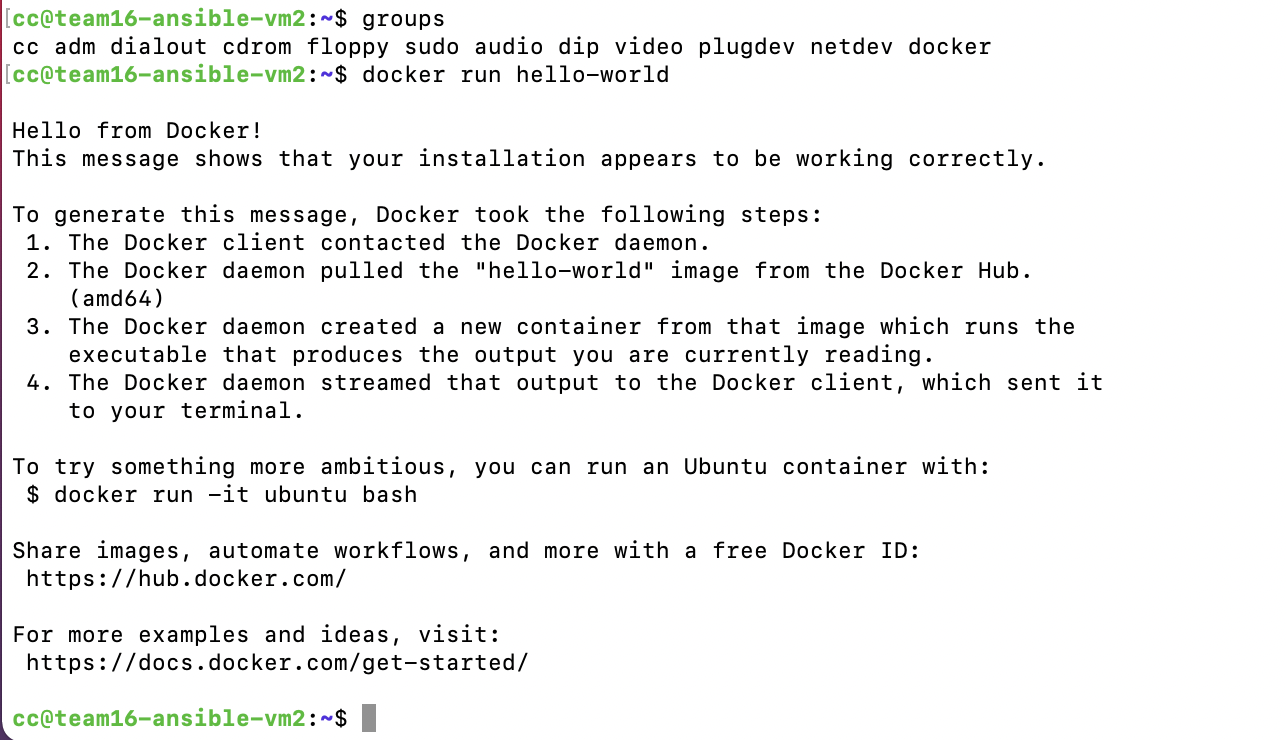 [cc@team16-ansible-vm2:~$ groups
cc adm dialout cdrom floppy sudo audio dip video plugdev netdev docker
[cc@team16-ansible-vm2:~$ docker run hello-world
Hello from Docker!
This message shows that your installation appears to be working correctly.
To generate this message, Docker took the following steps:
1. The Docker client contacted the Docker daemon.
2. The Docker daemon pulled the "hello-world" image from the Docker Hub.
(amd64)
3. The Docker daemon created a new container from that image which runs the
executable that produces the output you are currently reading.
4. The Docker daemon streamed that output to the Docker client, which sent it
to your terminal.
To try something more ambitious, you can run an Ubuntu container with:
$ docker run -it ubuntu bash
Share images, automate workflows, and more with a free Docker ID:
https://hub.docker.com/
For more examples and ideas, visit:
https://docs.docker.com/get-started/
cc@team16-ansible-vm2:~$